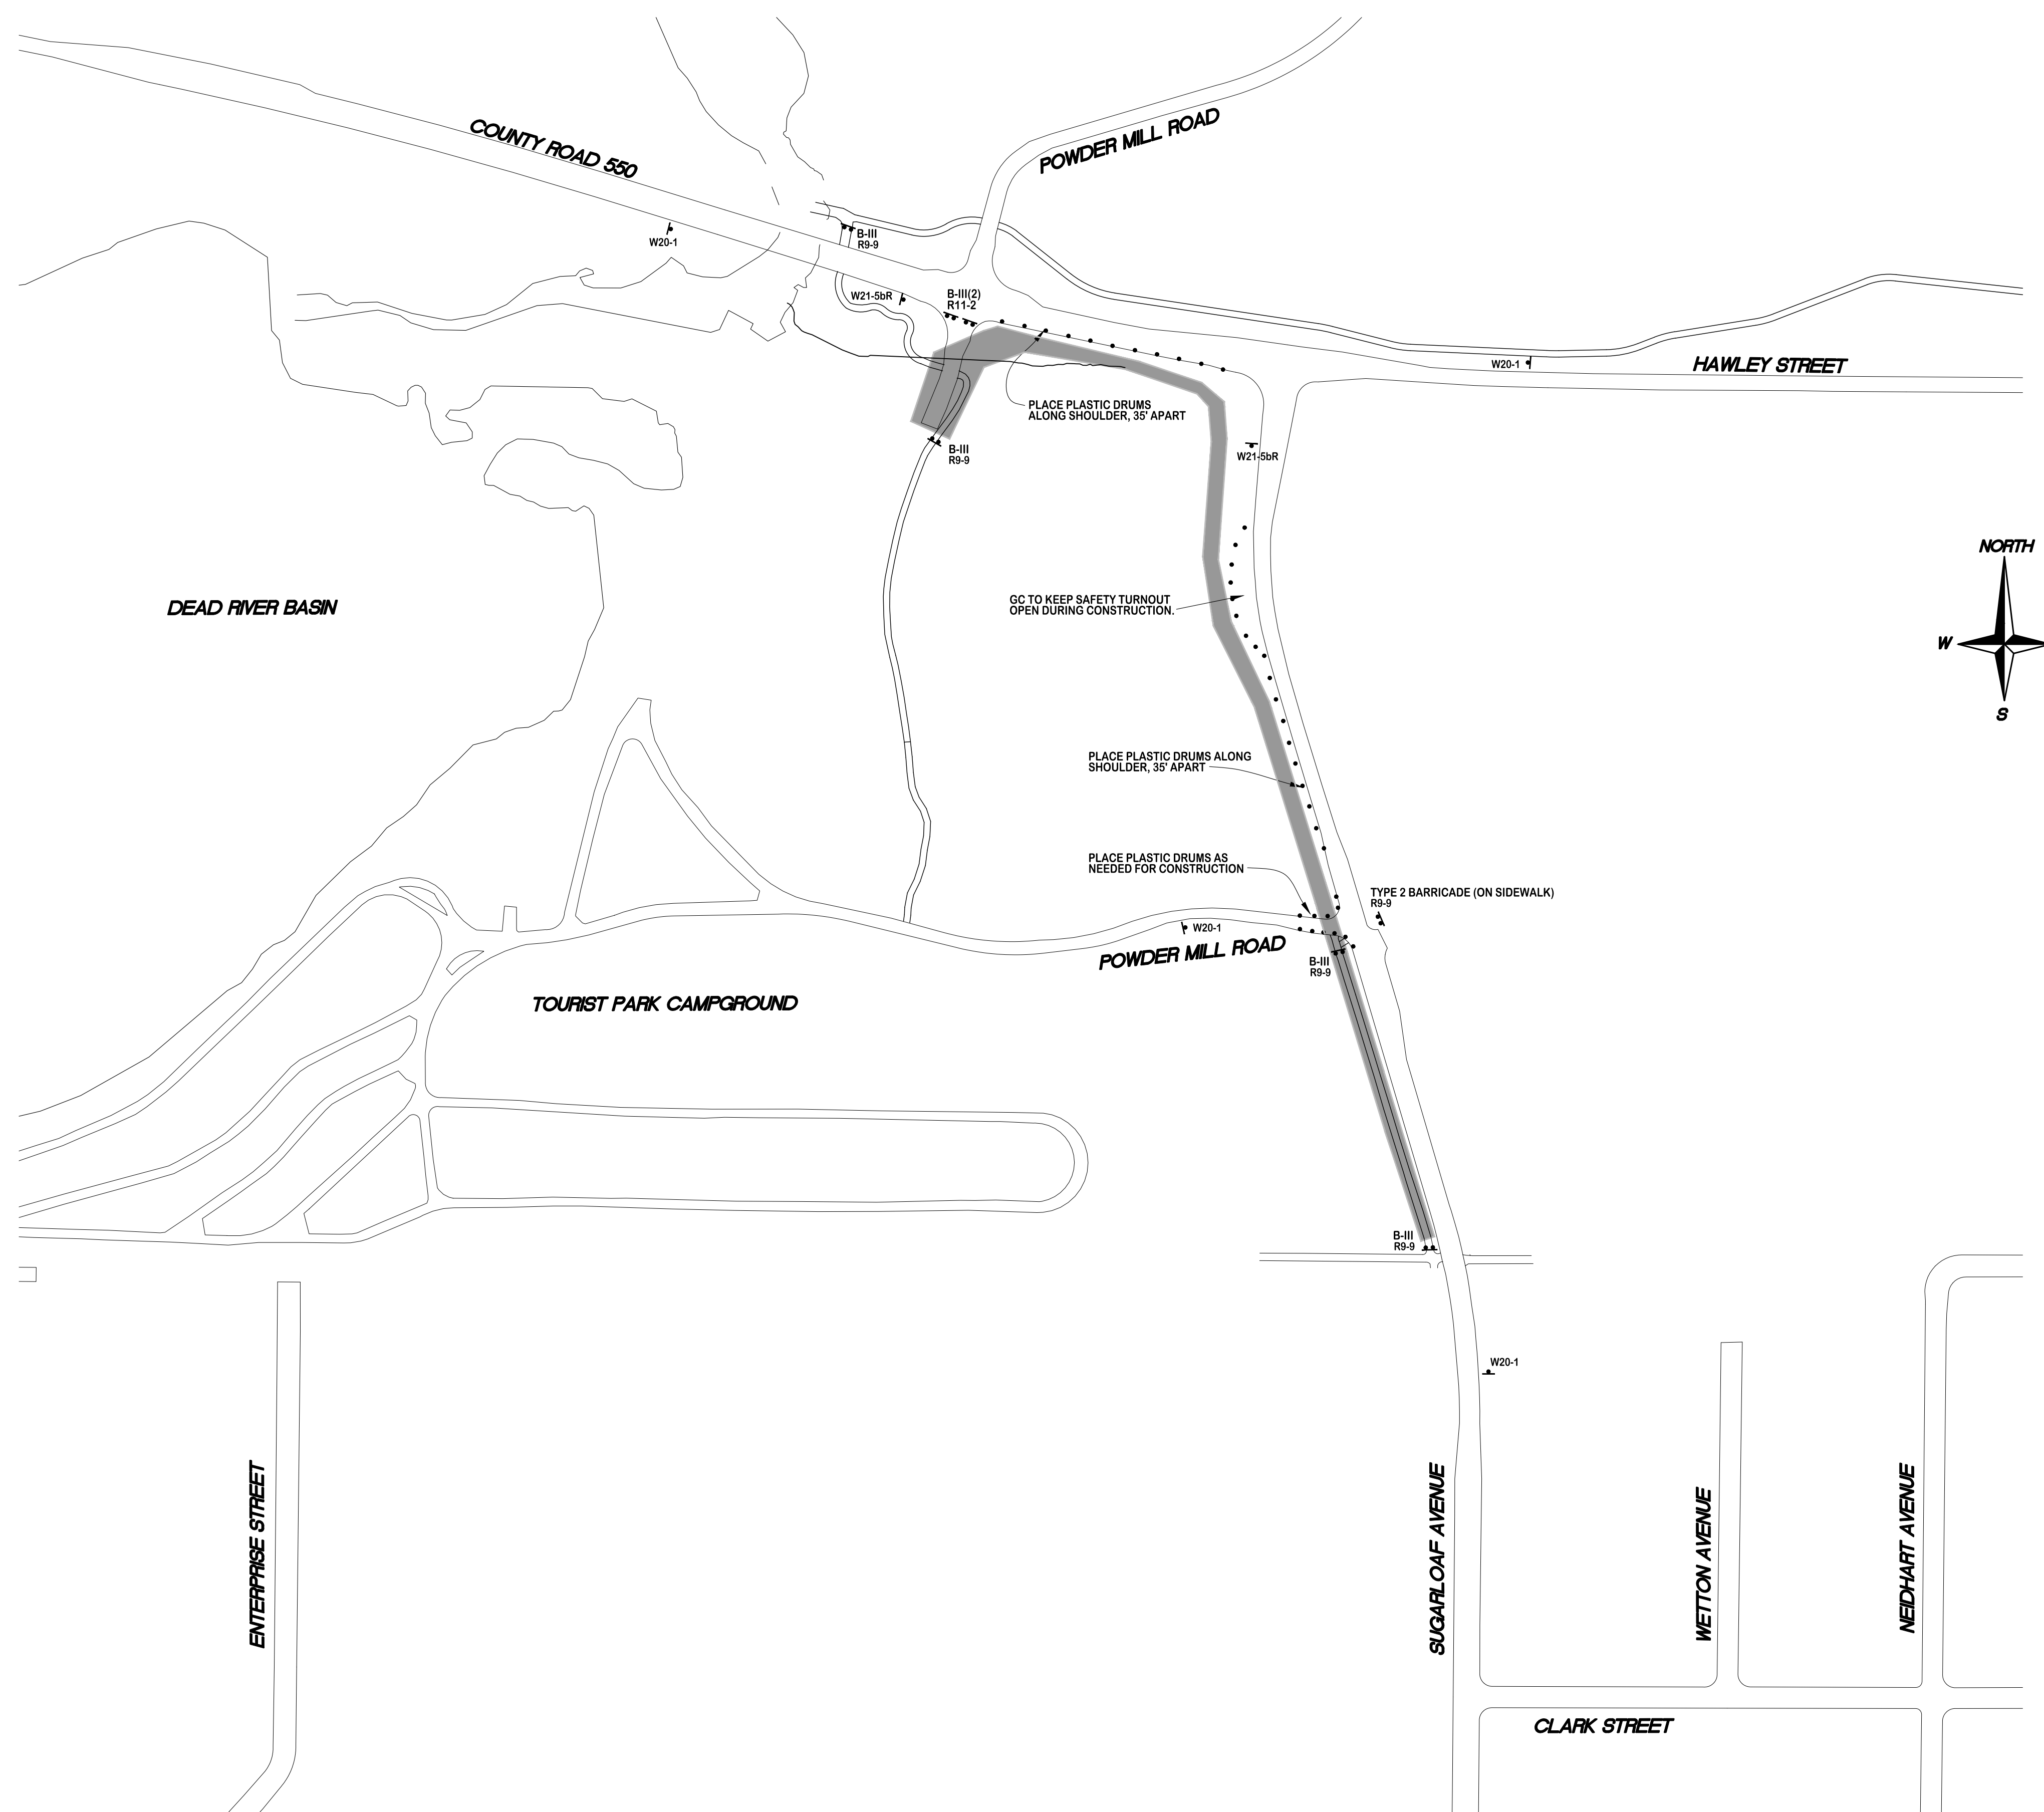 COUNTY ROAD 550
POWDER MILL ROAD
W20-1
B-III
R9-9
W21-5bR
B-III(2)
R11-2
W20-1
HAWLEY STREET
PLACE PLASTIC DRUMS
ALONG SHOULDER, 35' APART
B-III
R9-9
W21-5bR
NORTH
W
S
GC TO KEEP SAFETY TURNOUT
OPEN DURING CONSTRUCTION.
DEAD RIVER BASIN
PLACE PLASTIC DRUMS ALONG
SHOULDER, 35' APART
PLACE PLASTIC DRUMS AS
NEEDED FOR CONSTRUCTION
TYPE 2 BARRICADE (ON SIDEWALK)
R9-9
W20-1
POWDER MILL ROAD
B-III
R9-9
TOURIST PARK CAMPGROUND
B-III
R9-9
W20-1
ENTERPRISE STREET
SUGARLOAF AVENUE
WETTON AVENUE
NEIDHART AVENUE
CLARK STREET